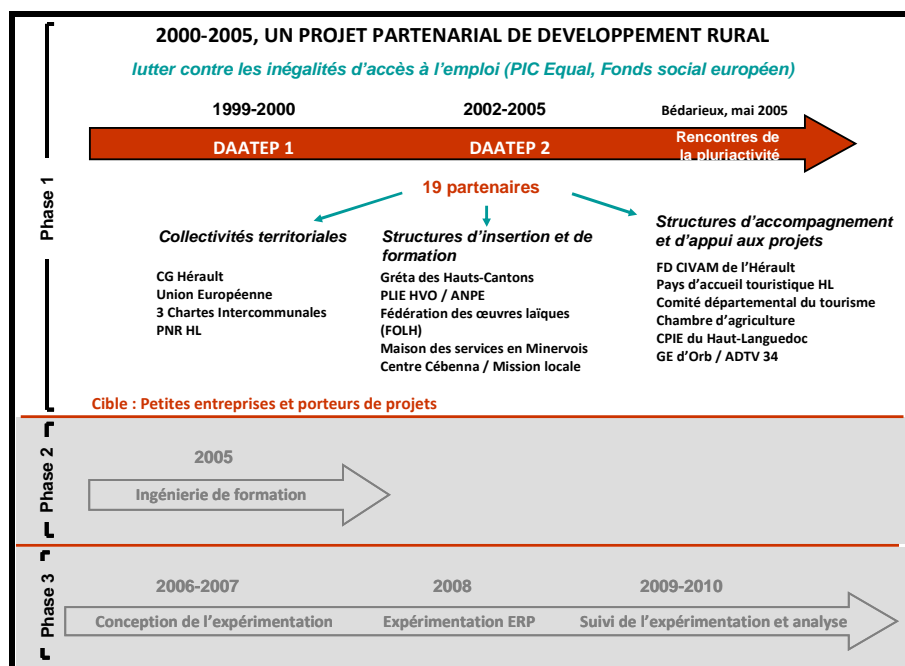 2000-2005, UN PROJET PARTENARIAL DE DEVELOPPEMENT RURAL
lutter contre les inégalités d'accès à l'emploi (PIC Equal, Fonds social européen)
Phase 1
1999-2000
2002-2005
Bédarieux, mai 2005
DAATEP 1
DAATEP 2
Rencontres de
la pluriactivité
19 partenaires
Collectivités territoriales
CG Hérault
Union Européenne
3 Chartes Intercommunales
PNR HL
Structures d'insertion et de
formation
Gréta des Hauts-Cantons
PLIE HVO / ANPE
Fédération des œuvres laïques
(FOLH)
Maison des services en Minervois
Centre Cébenna / Mission locale
Structures d'accompagnement
et d'appui aux projets
FD CIVAM de l'Hérault
Pays d'accueil touristique HL
Comité départemental du tourisme
Chambre d'agriculture
CPIE du Haut-Languedoc
GE d'Orb / ADTV 34
Cible : Petites entreprises et porteurs de projets
Phase 2
2005
Ingénierie de formation
Phase 3
2006-2007
2008
2009-2010
Conception de l'expérimentation
Expérimentation ERP
Suivi de l'expérimentation et analyse